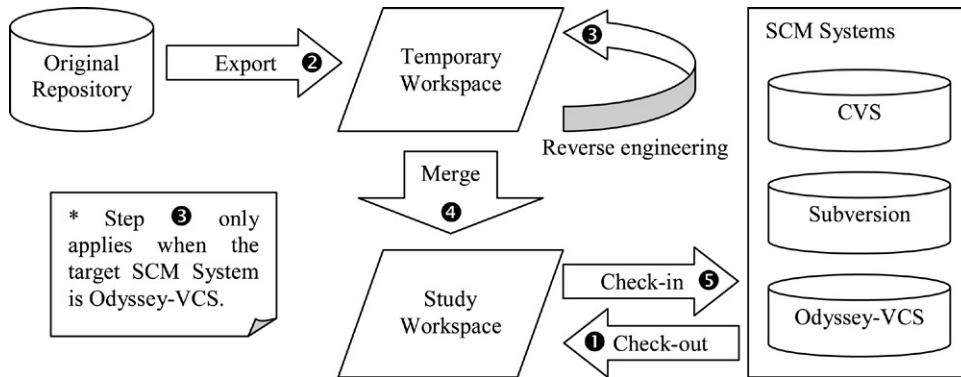 Original
Repository
Export ❷
Temporary
Workspace
❸
Reverse engineering
SCM Systems
CVS
Subversion
Odyssey-VCS
Merge
❹
* Step ❸ only
applies when the
target SCM System
is Odyssey-VCS.
Study
Workspace
Check-in ❺
❶ Check-out